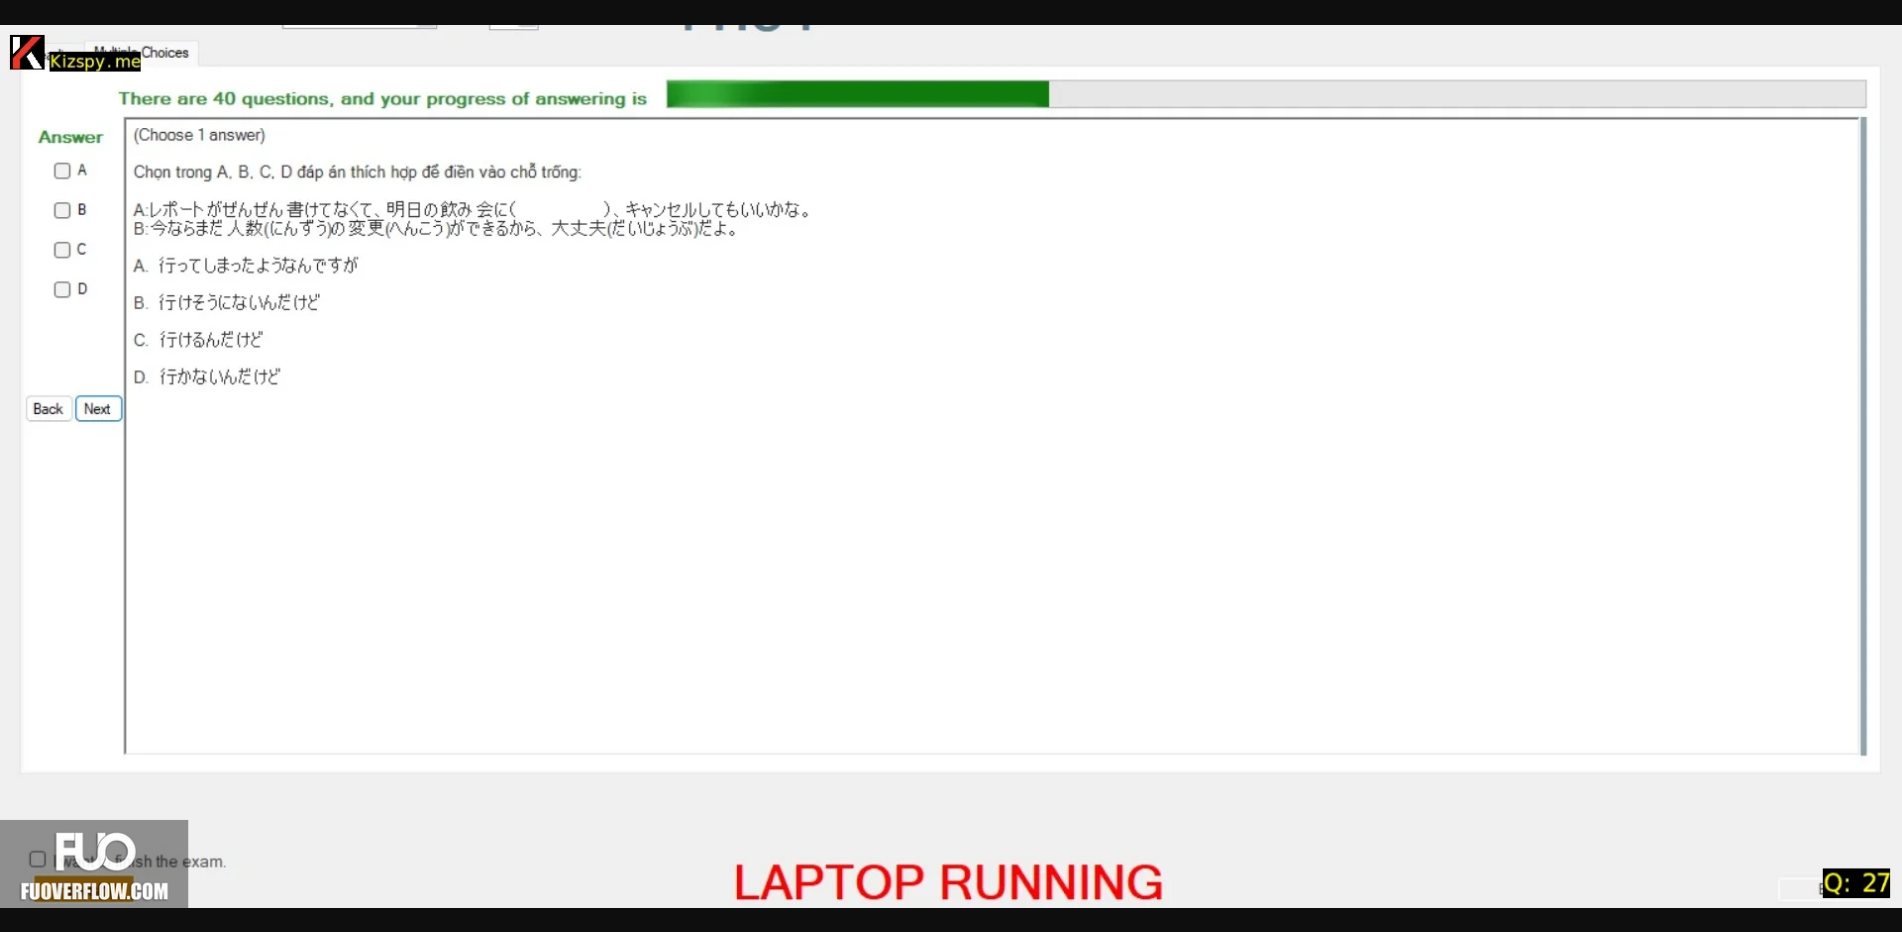 Choices
Kizspy.me
There are 40 questions, and your progress of answering is
Answer
(Choose 1 answer)
A
Chọn trong A, B, C, D đáp án thích hợp để điền vào chỗ trống:
B
A:レポートがぜんぜん書けてなくて、明日の飲み会に( )、キャンセルしてもいいかな。
B:今ならまだ人数(にんずう)の変更(へんこう)ができるから、大丈夫(だいじょうぶ)だよ。
C
A. 行ってしまったようなんですが
D
B. 行けそうにないんだけど
C. 行けるんだけど
D. 行かないんだけど
Back Next
FUO
the exam.
FUOVERFLOW.COM
LAPTOP RUNNING
Q: 27